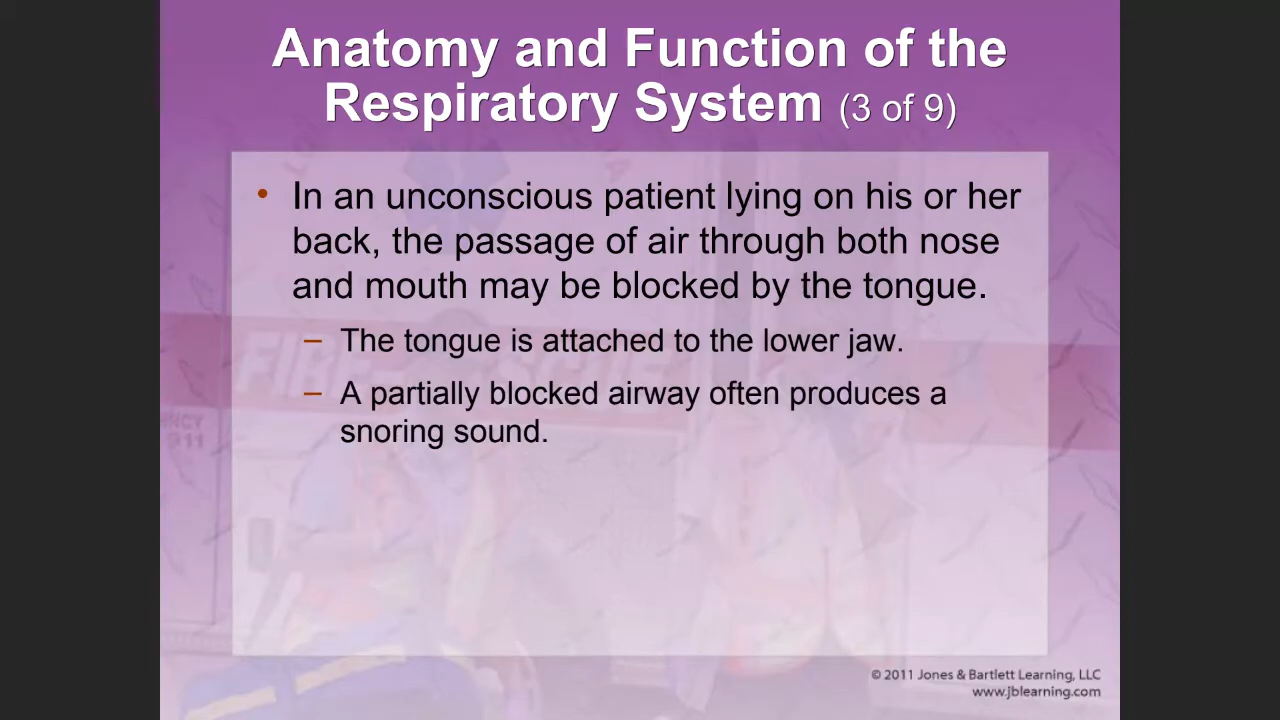 Anatomy and Function of the
Respiratory System (3 of 9)
• In an unconscious patient lying on his or her
back, the passage of air through both nose
and mouth may be blocked by the tongue.
– The tongue is attached to the lower jaw.
– A partially blocked airway often produces a
snoring sound.
FIRE
911
© 2011 Jones & Bartlett Learning, LLC
www.jblearning.com